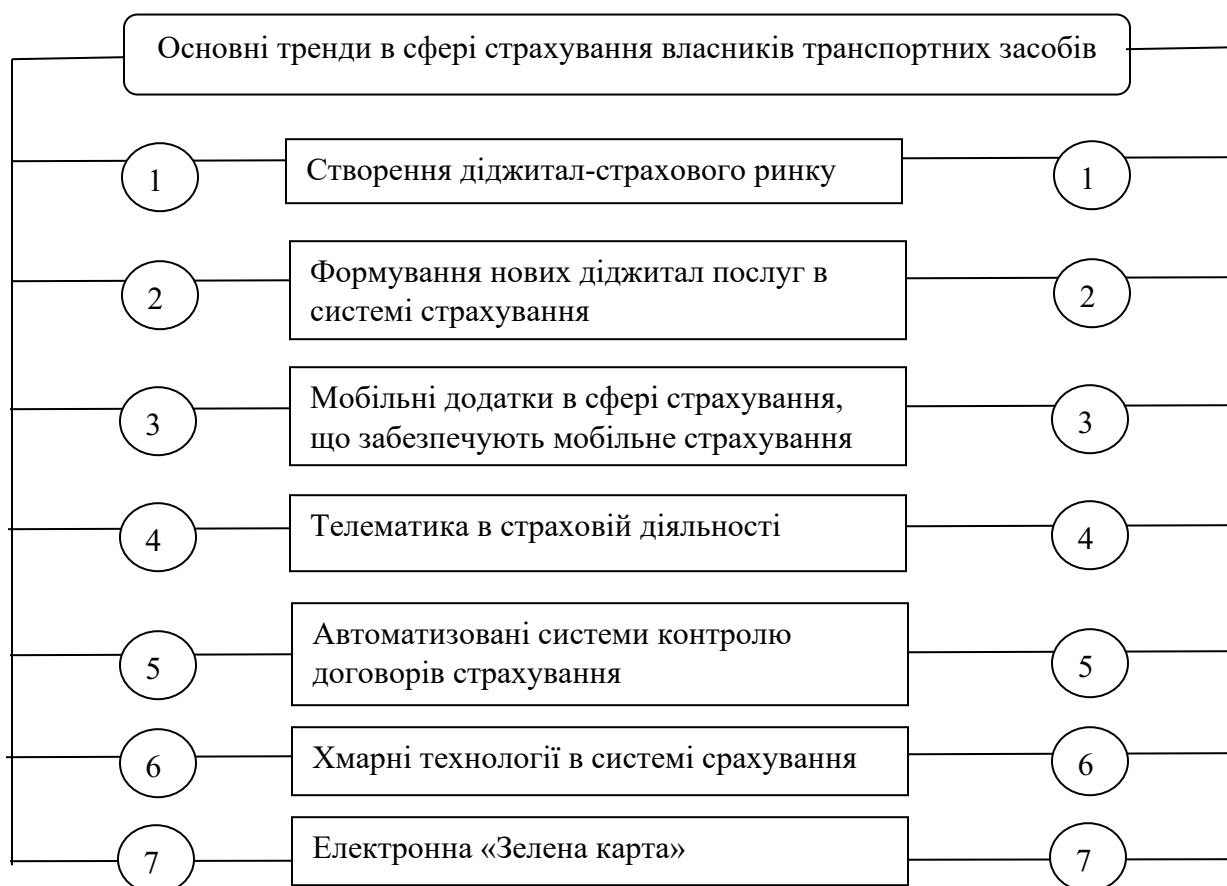 Основні тренди в сфері страхування власників транспортних засобів
1 Створення діджитал-страхового ринку 1
2 Формування нових діджитал послуг в
системі страхування 2
3 Мобільні додатки в сфері страхування,
що забезпечують мобільне страхування 3
4 Телематика в страховій діяльності 4
5 Автоматизовані системи контролю
договорів страхування 5
6 Хмарні технології в системі срахування 6
7 Електронна «Зелена карта» 7